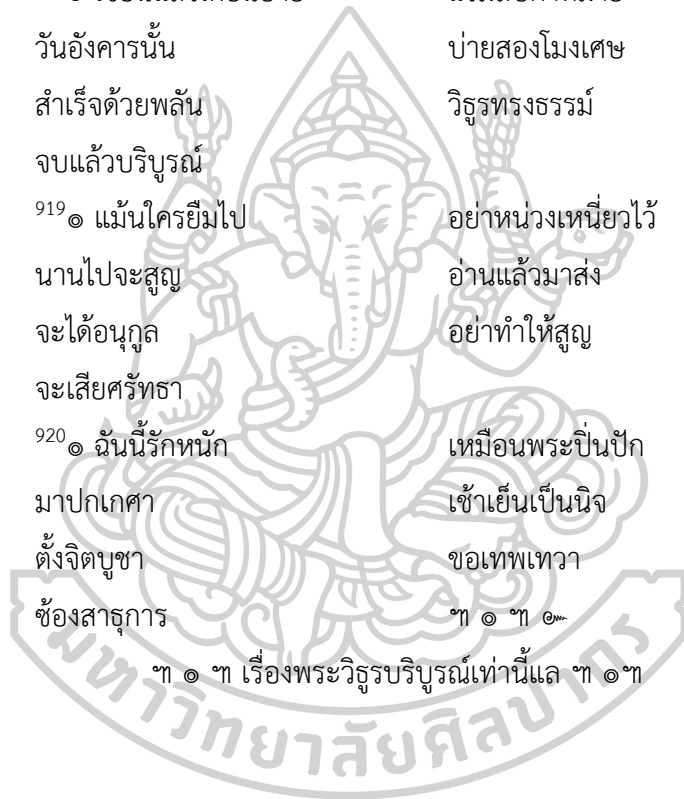 วันอังคารนั้น บ่ายสองโมงเศษ
สำเร็จด้วยพลัน วิธูรทรงธรรม์
จบแล้วบริบูรณ์
919๏ แม้นใครยืมไป อย่าหน่วงเหนี่ยวไว้
นานไปจะสูญ อ่านแล้วมาส่ง
จะได้อนุกูล อย่าทำให้สูญ
จะเสียศรัทธา
920๏ ฉันนี้รักหนัก เหมือนพระปิ่นปัก
มาปกเกศา เช้าเย็นเป็นนิจ
ตั้งจิตบูชา ขอเทพเทวา
ซ้องสาธุการ ฯ ๏ ฯ ๛
ฯ ๏ ฯ เรื่องพระวิธูรบริบูรณ์เท่านี้แล ฯ ๏ ฯ
มหาวิทยาลัยศิลปากร